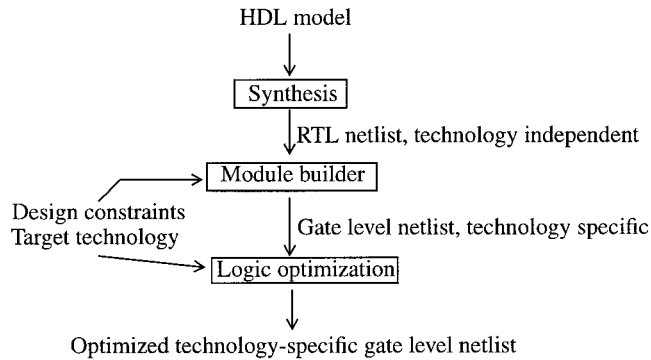 HDL model
Synthesis
RTL netlist, technology independent
Module builder
Design constraints
Target technology
Gate level netlist, technology specific
Logic optimization
Optimized technology-specific gate level netlist